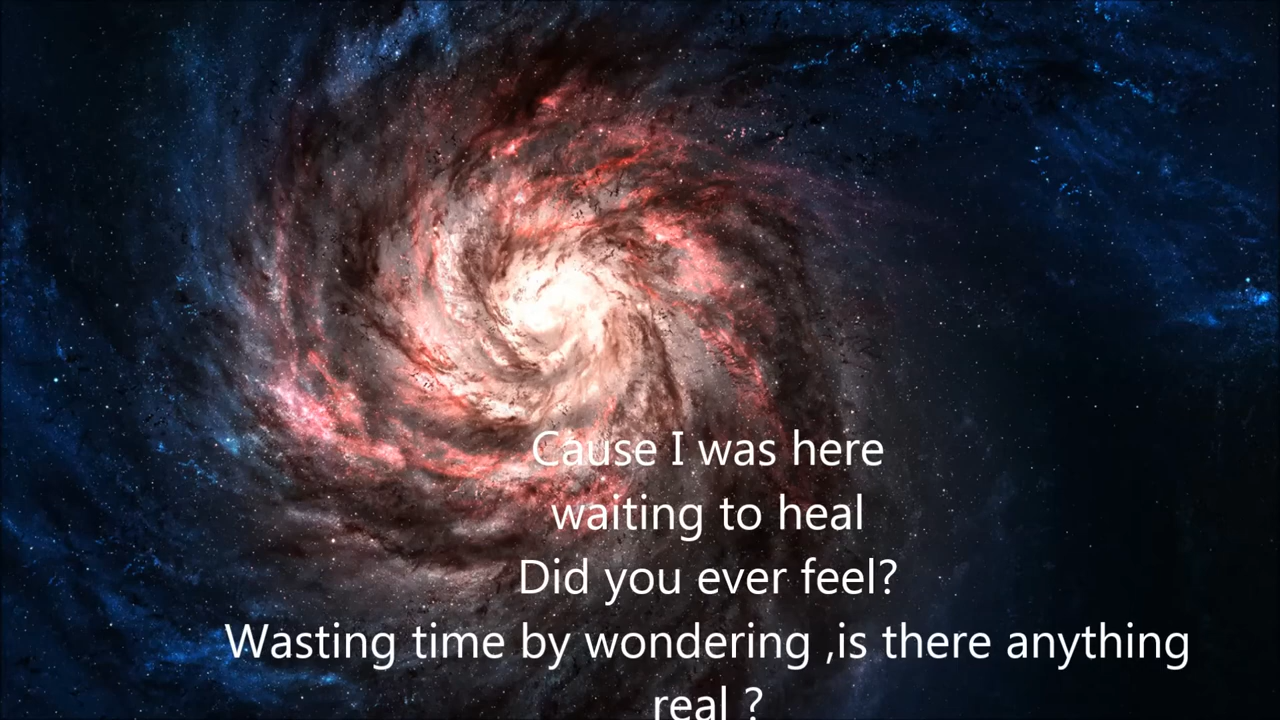 Cause I was here
waiting to heal
Did you ever feel?
Wasting time by wondering ,is there anything
real ?